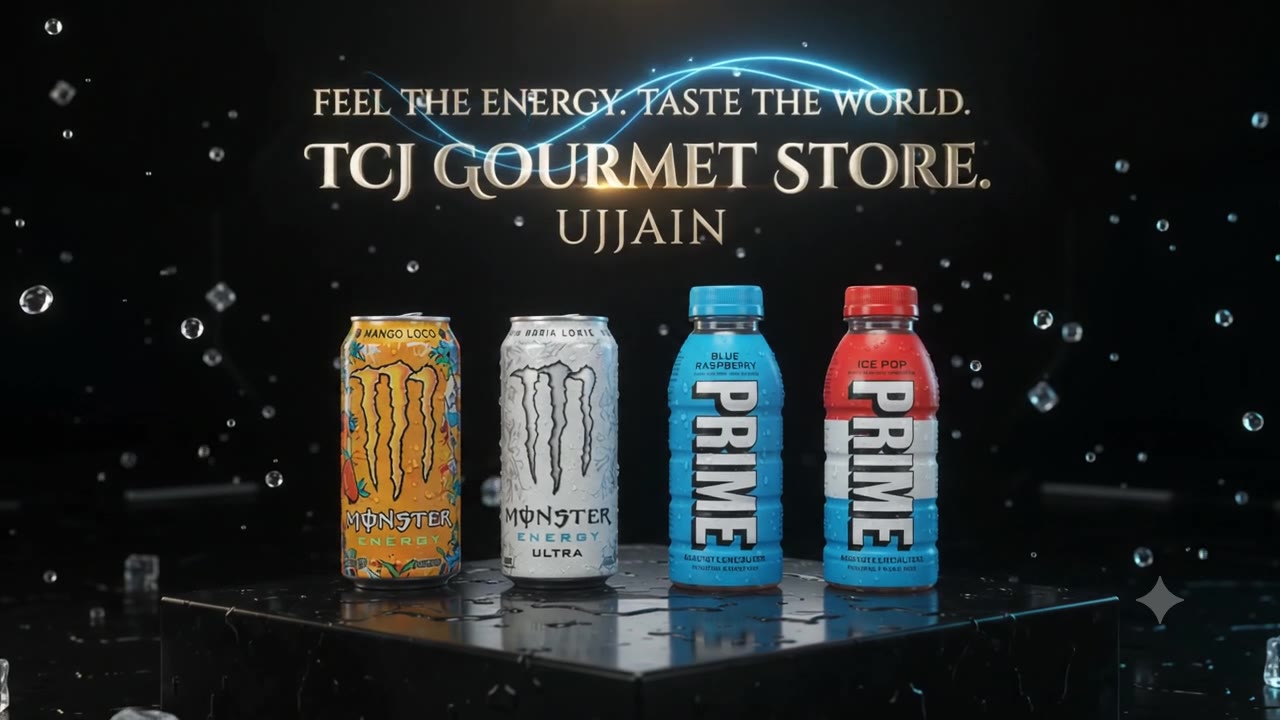 FEEL THE ENERGY. TASTE THE WORLD.
TCJ GOURMET STORE.
UJJAIN
MANGO LOCO
MONSTER
ENERGY
MONSTER
ENERGY
ULTRA
BLUE
RASPBERRY
PRIME
ICE POP
PRIME